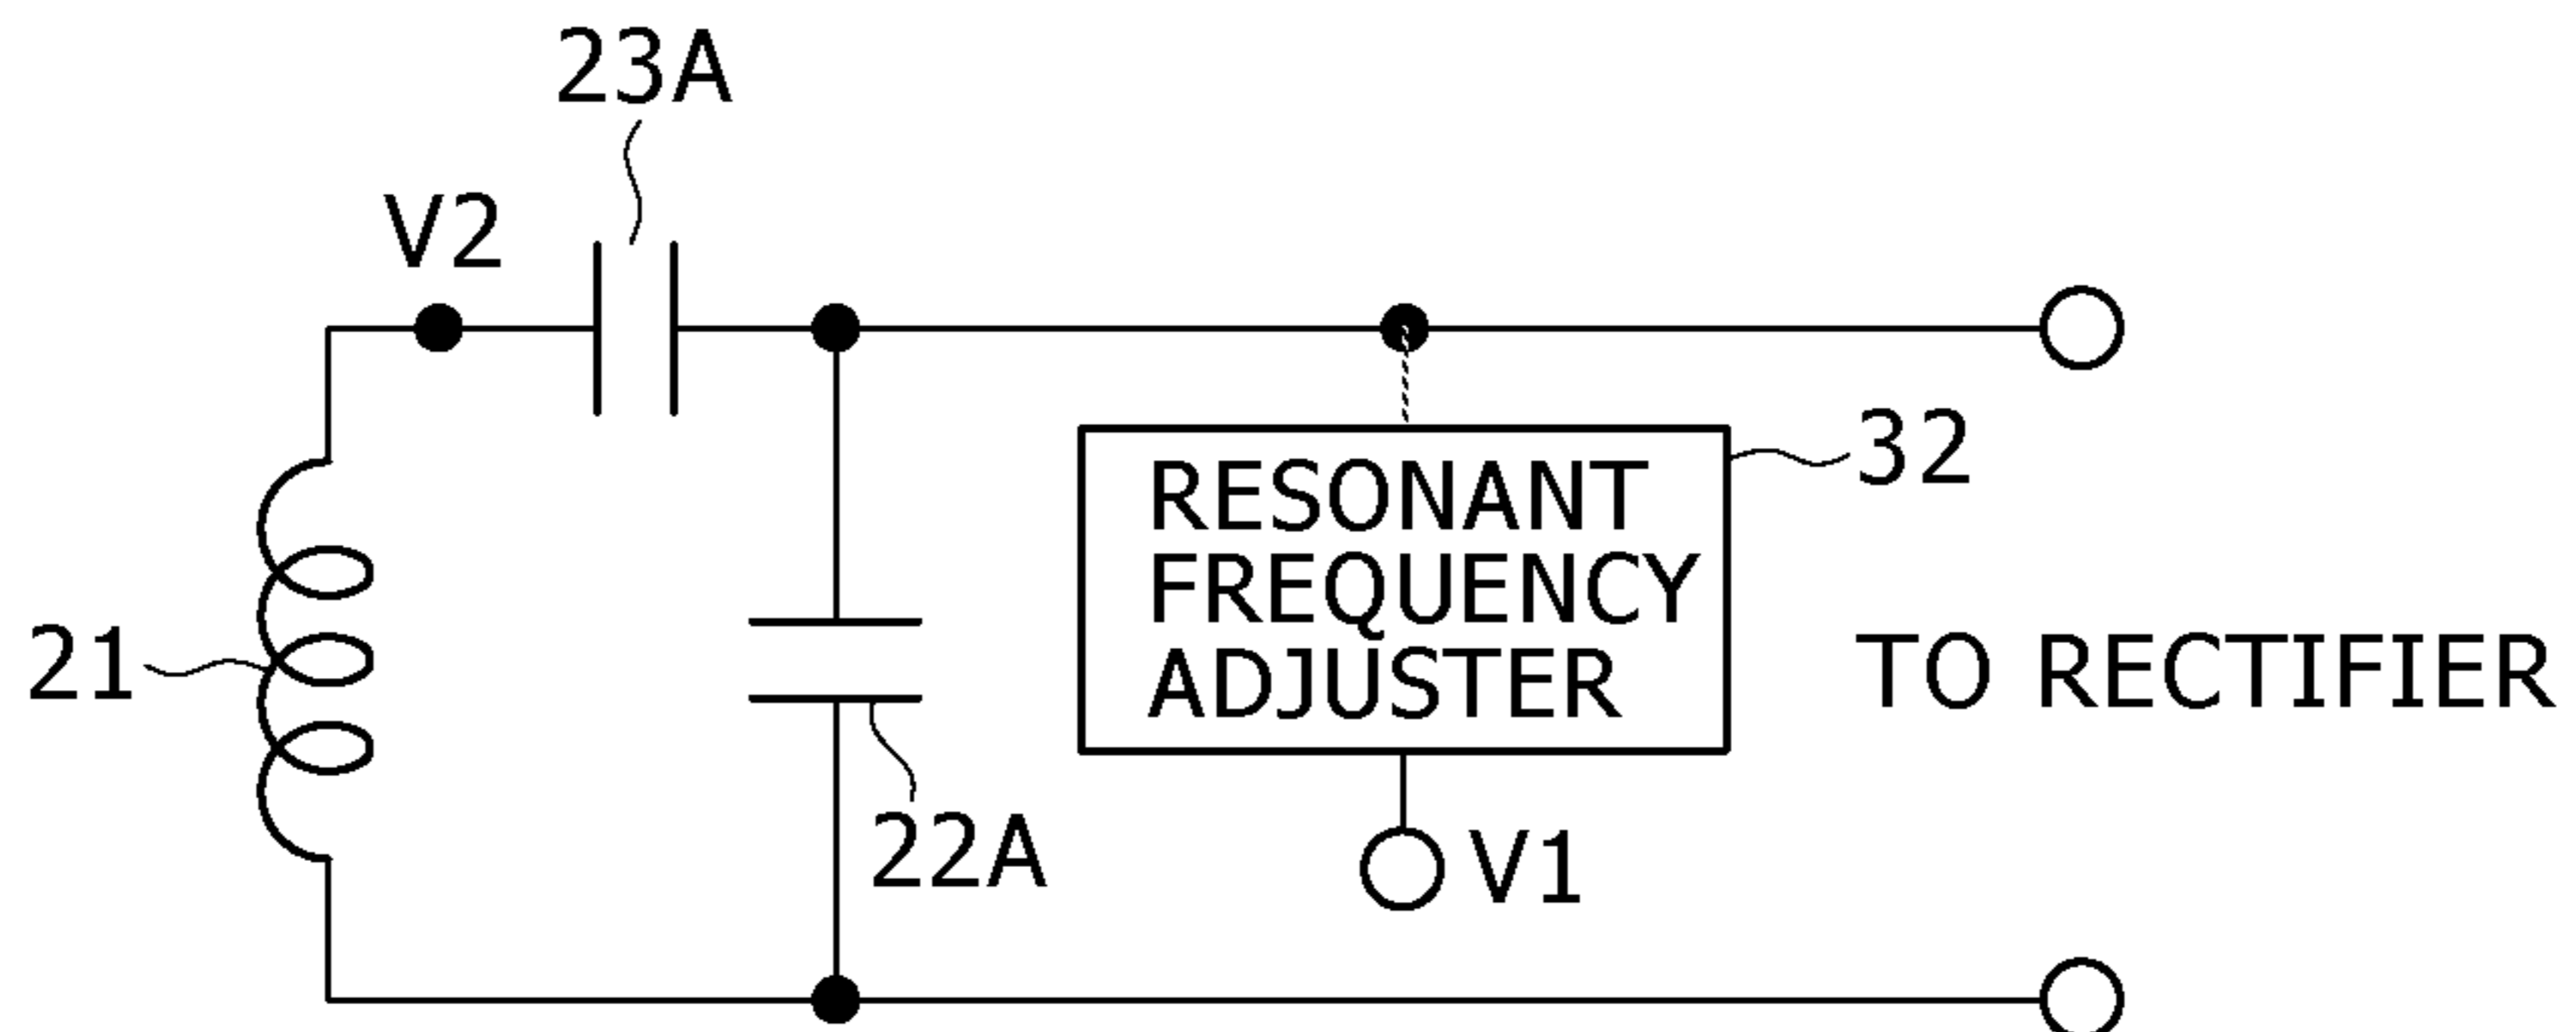 23A
V2
32
RESONANT
FREQUENCY
ADJUSTER
21
TO RECTIFIER
22A
V1